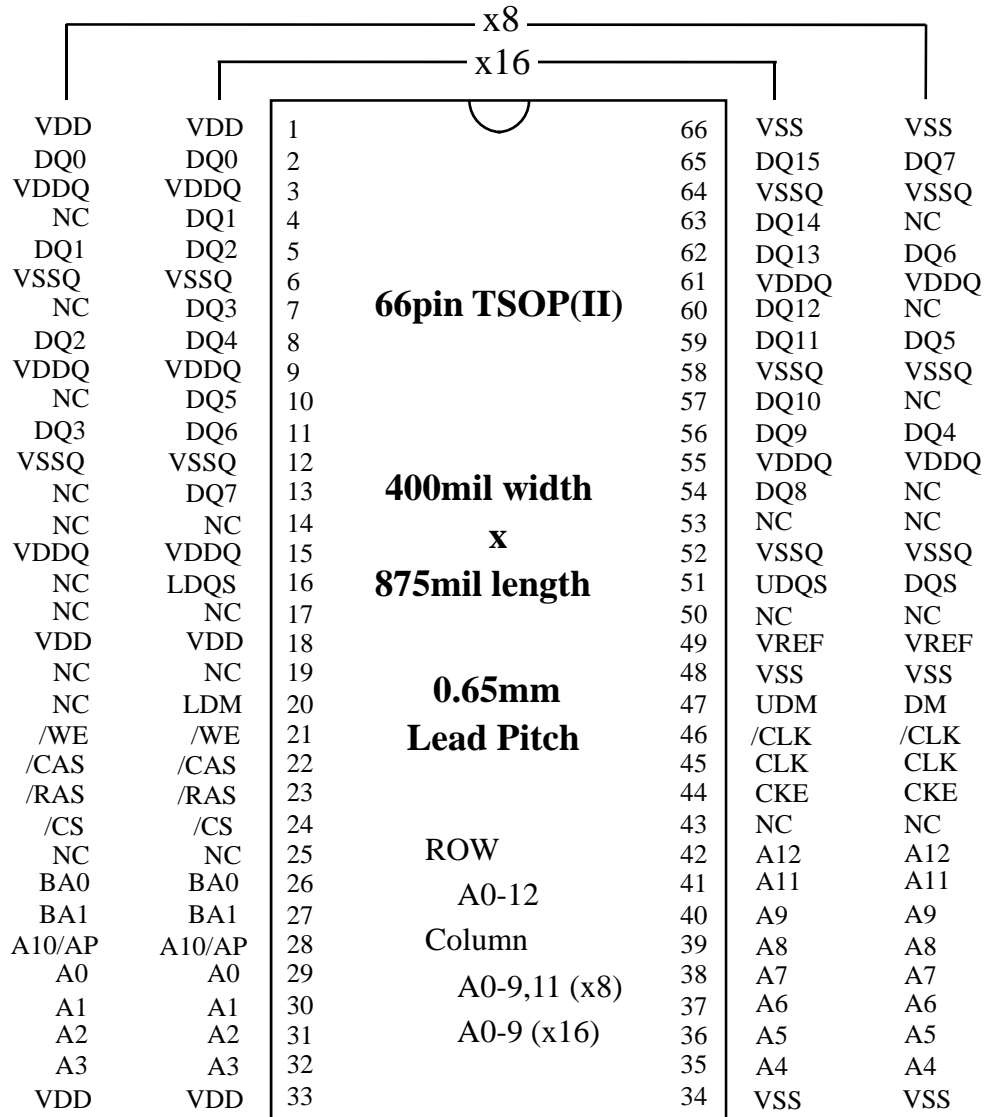 x8
x16
VDD VDD 1 66 VSS VSS
DQ0 DQ0 2 65 DQ15 DQ7
VDDQ VDDQ 3 64 VSSQ VSSQ
NC DQ1 4 63 DQ14 NC
DQ1 DQ2 5 62 DQ13 DQ6
VSSQ VSSQ 6 66pin TSOP(II) 61 VDDQ VDDQ
NC DQ3 7 60 DQ12 NC
DQ2 DQ4 8 59 DQ11 DQ5
VDDQ VDDQ 9 58 VSSQ VSSQ
NC DQ5 10 57 DQ10 NC
DQ3 DQ6 11 56 DQ9 DQ4
VSSQ VSSQ 12 55 VDDQ VDDQ
NC DQ7 13 400mil width 54 DQ8 NC
NC NC 14 x 53 NC NC
VDDQ VDDQ 15 52 VSSQ VSSQ
NC LDQS 16 875mil length 51 UDQS DQS
NC NC 17 50 NC NC
VDD VDD 18 49 VREF VREF
NC NC 19 0.65mm 48 VSS VSS
NC LDM 20 47 UDM DM
/WE /WE 21 Lead Pitch 46 /CLK /CLK
/CAS /CAS 22 45 CLK CLK
/RAS /RAS 23 44 CKE CKE
/CS /CS 24 43 NC NC
NC NC 25 ROW 42 A12 A12
BA0 BA0 26 A0-12 41 A11 A11
BA1 BA1 27 40 A9 A9
A10/AP A10/AP 28 Column 39 A8 A8
A0 A0 29 A0-9,11 (x8) 38 A7 A7
A1 A1 30 37 A6 A6
A2 A2 31 A0-9 (x16) 36 A5 A5
A3 A3 32 35 A4 A4
VDD VDD 33 34 VSS VSS